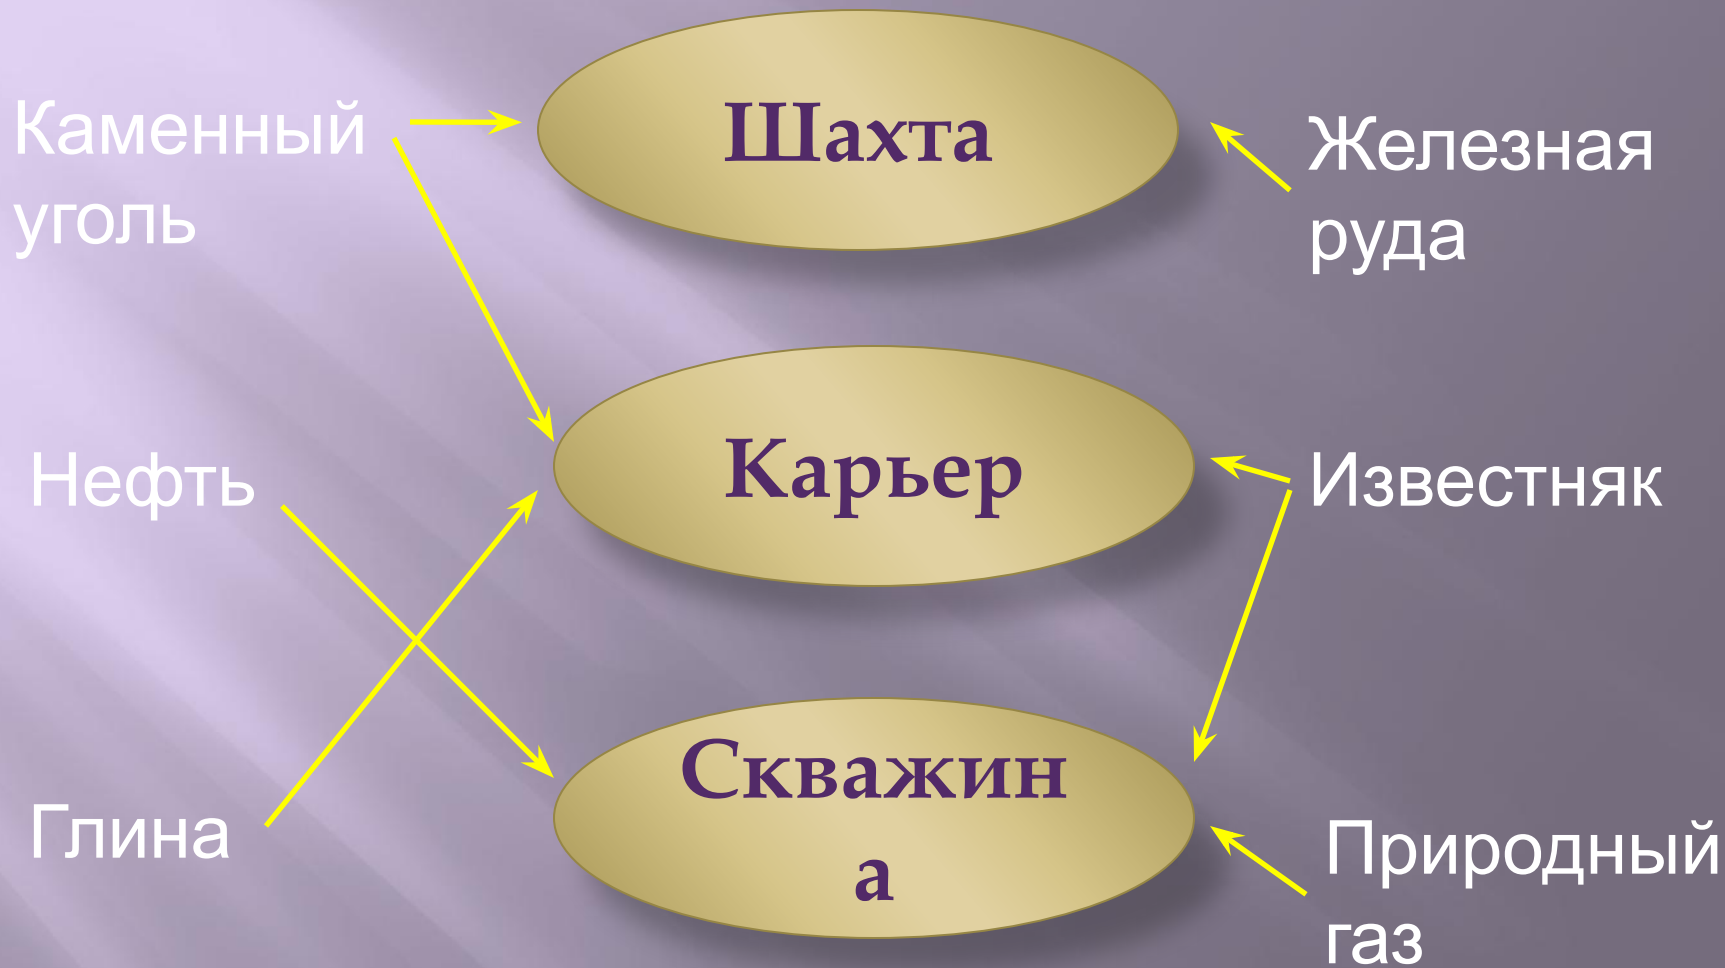 Каменный
уголь
Шахта
Железная
руда
Нефть
Карьер
Известняк
Глина
Скважин
а
Природный
газ